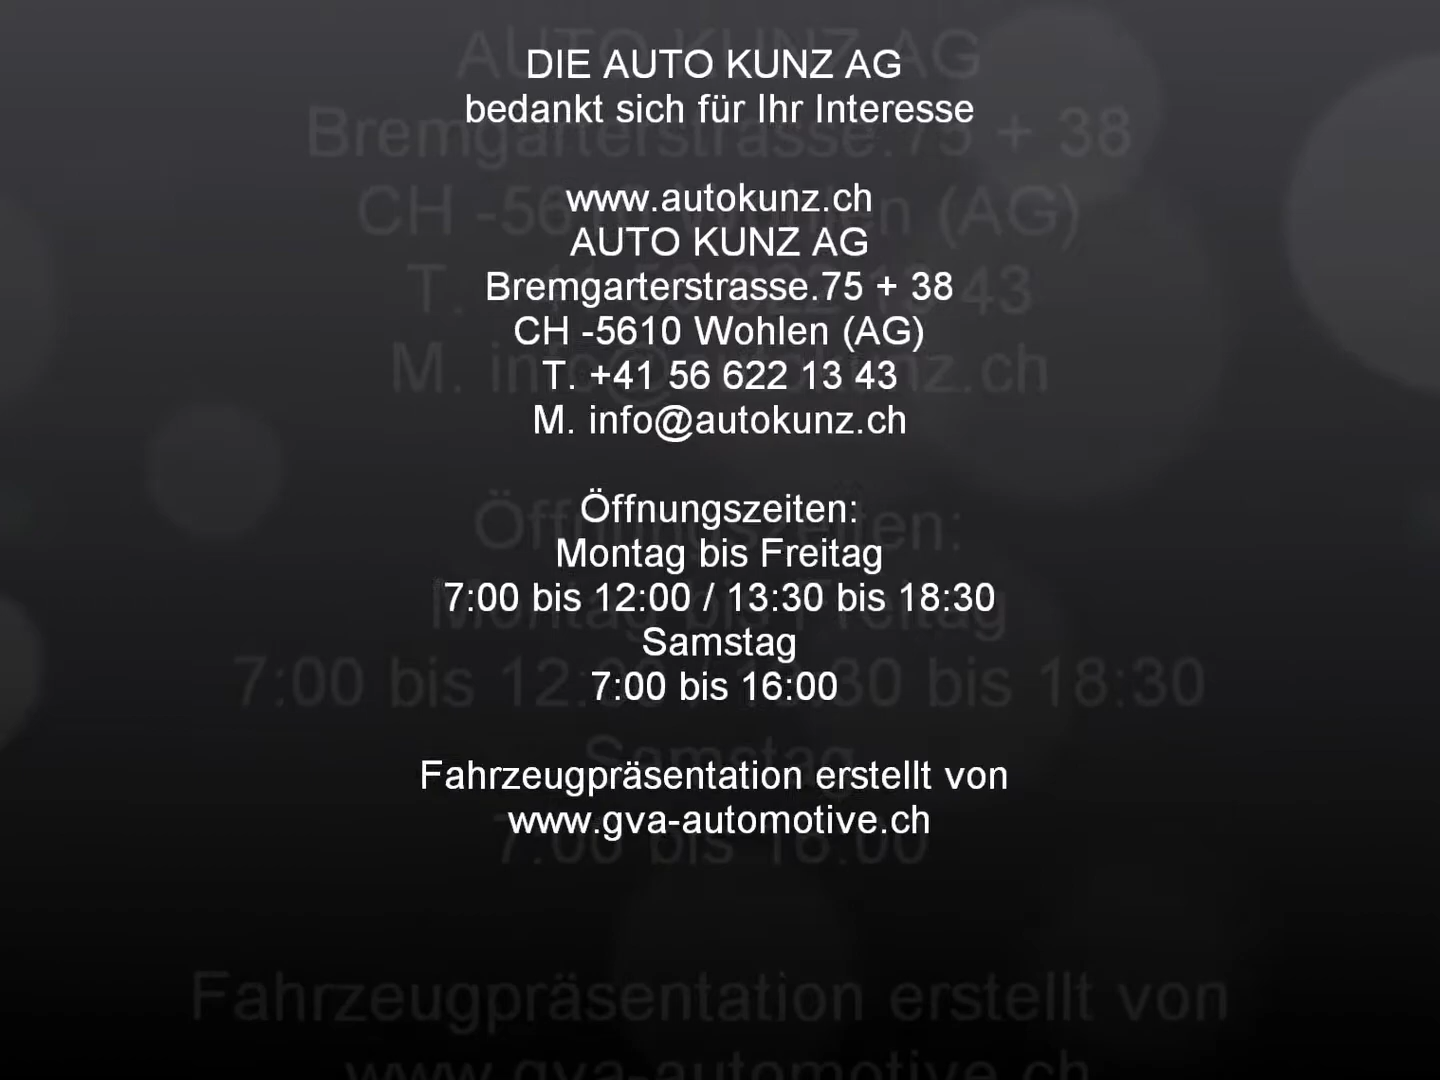 DIE AUTO KUNZ AG
bedankt sich für Ihr Interesse
www.autokunz.ch
AUTO KUNZ AG
Bremgarterstrasse.75 + 38
CH -5610 Wohlen (AG)
T. +41 56 622 13 43
M. info@autokunz.ch
Öffnungszeiten:
Montag bis Freitag
7:00 bis 12:00 / 13:30 bis 18:30
Samstag
7:00 bis 16:00
Fahrzeugpräsentation erstellt von
www.gva-automotive.ch